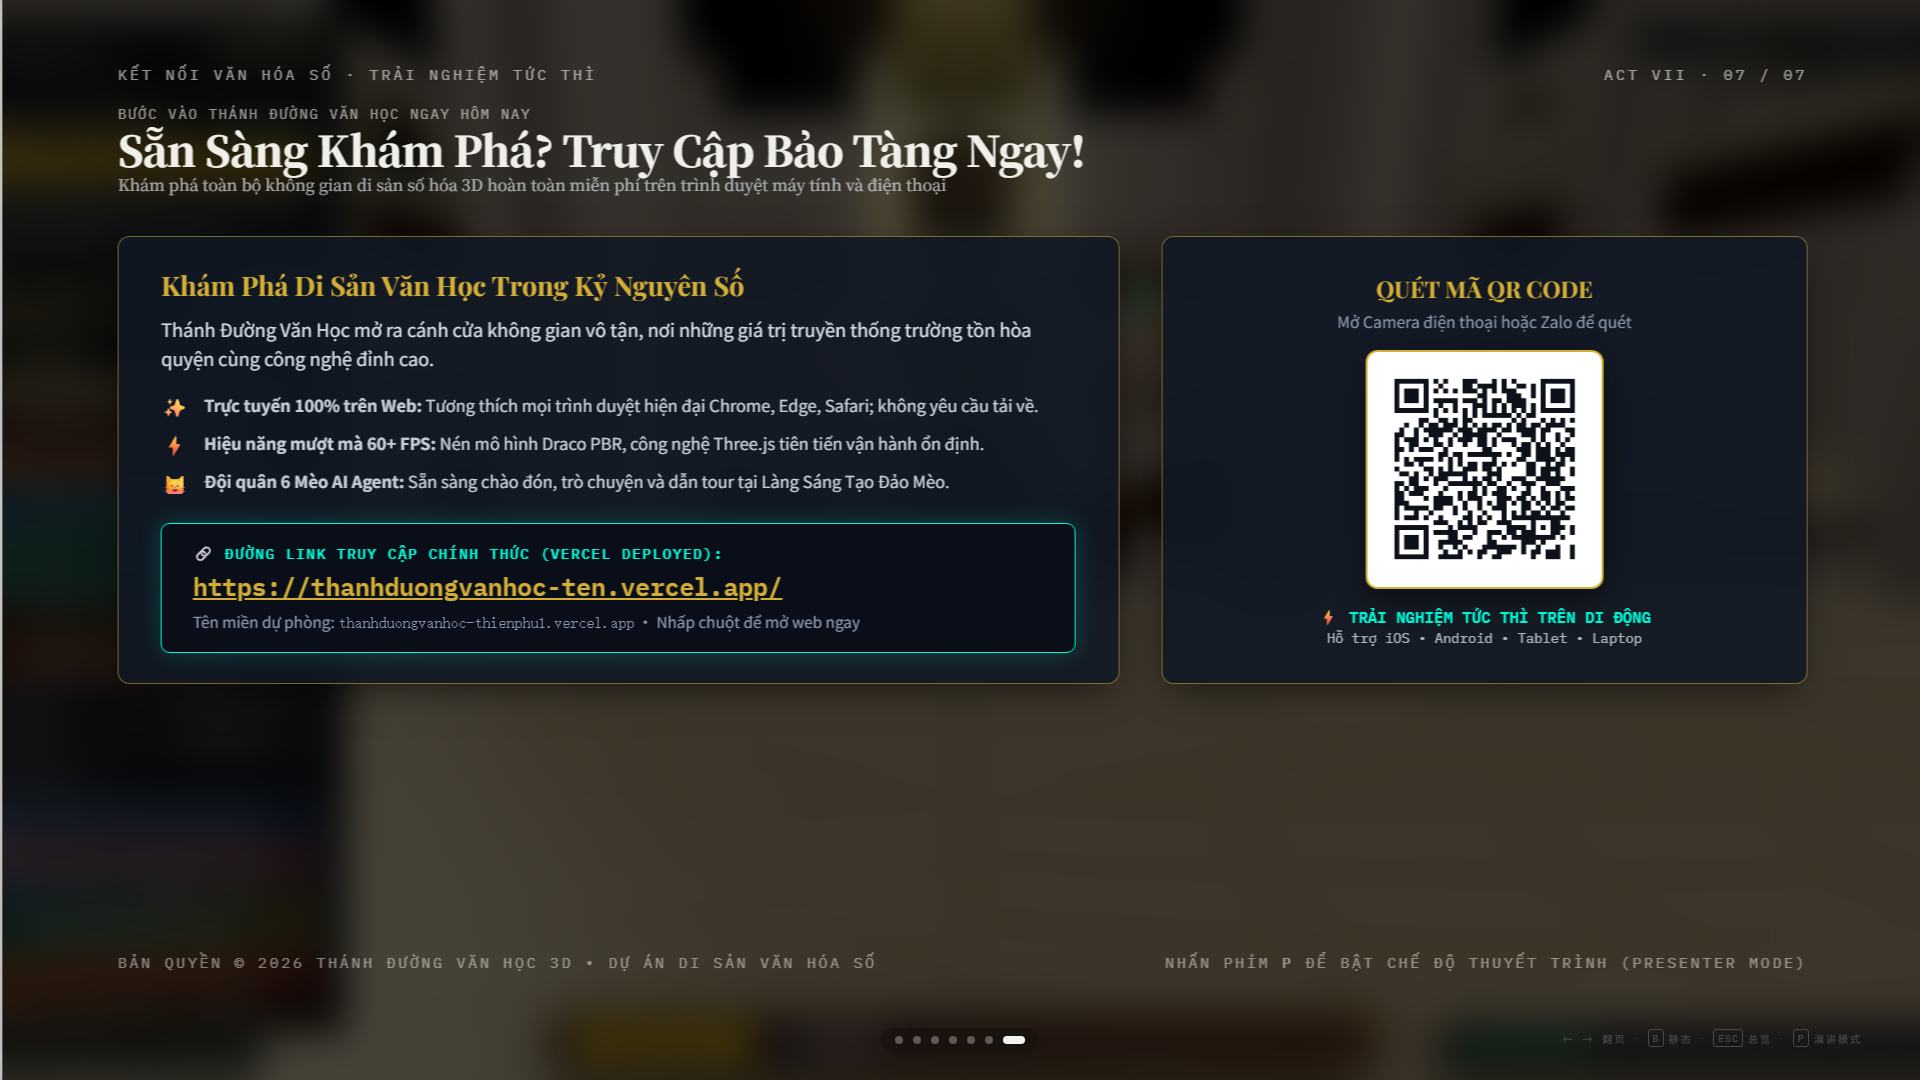 KẾT NỐI VĂN HÓA SỐ · TRẢI NGHIỆM TỨC THÌ
ACT VII · 07 / 07
BƯỚC VÀO THÁNH ĐƯỜNG VĂN HỌC NGAY HÔM NAY
Sẵn Sàng Khám Phá? Truy Cập Bảo Tàng Ngay!
Khám phá toàn bộ không gian di sản số hóa 3D hoàn toàn miễn phí trên trình duyệt máy tính và điện thoại
Khám Phá Di Sản Văn Học Trong Kỷ Nguyên Số
Thánh Đường Văn Học mở ra cánh cửa không gian vô tận, nơi những giá trị truyền thống trường tồn hòa
quyện cùng công nghệ đỉnh cao.
Trực tuyến 100% trên Web: Tương thích mọi trình duyệt hiện đại Chrome, Edge, Safari; không yêu cầu tải về.
Hiệu năng mượt mà 60+ FPS: Nén mô hình Draco PBR, công nghệ Three.js tiên tiến vận hành ổn định.
Đội quân 6 Mèo AI Agent: Sẵn sàng chào đón, trò chuyện và dẫn tour tại Làng Sáng Tạo Đảo Mèo.
ĐƯỜNG LINK TRUY CẬP CHÍNH THỨC (VERCEL DEPLOYED):
https://thanhduongvanhoc-ten.vercel.app/
Tên miền dự phòng: thanhduongvanhoc-thienphu1.vercel.app • Nhấp chuột để mở web ngay
QUÉT MÃ QR CODE
Mở Camera điện thoại hoặc Zalo để quét
TRẢI NGHIỆM TỨC THÌ TRÊN DI ĐỘNG
Hỗ trợ iOS • Android • Tablet • Laptop
BẢN QUYỀN © 2026 THÁNH ĐƯỜNG VĂN HỌC 3D • DỰ ÁN DI SẢN VĂN HÓA SỐ
NHẤN PHÍM P ĐỂ BẬT CHẾ ĐỘ THUYẾT TRÌNH (PRESENTER MODE)
← → 翻页 · B 静态 · ESC 总览 · P 演讲模式